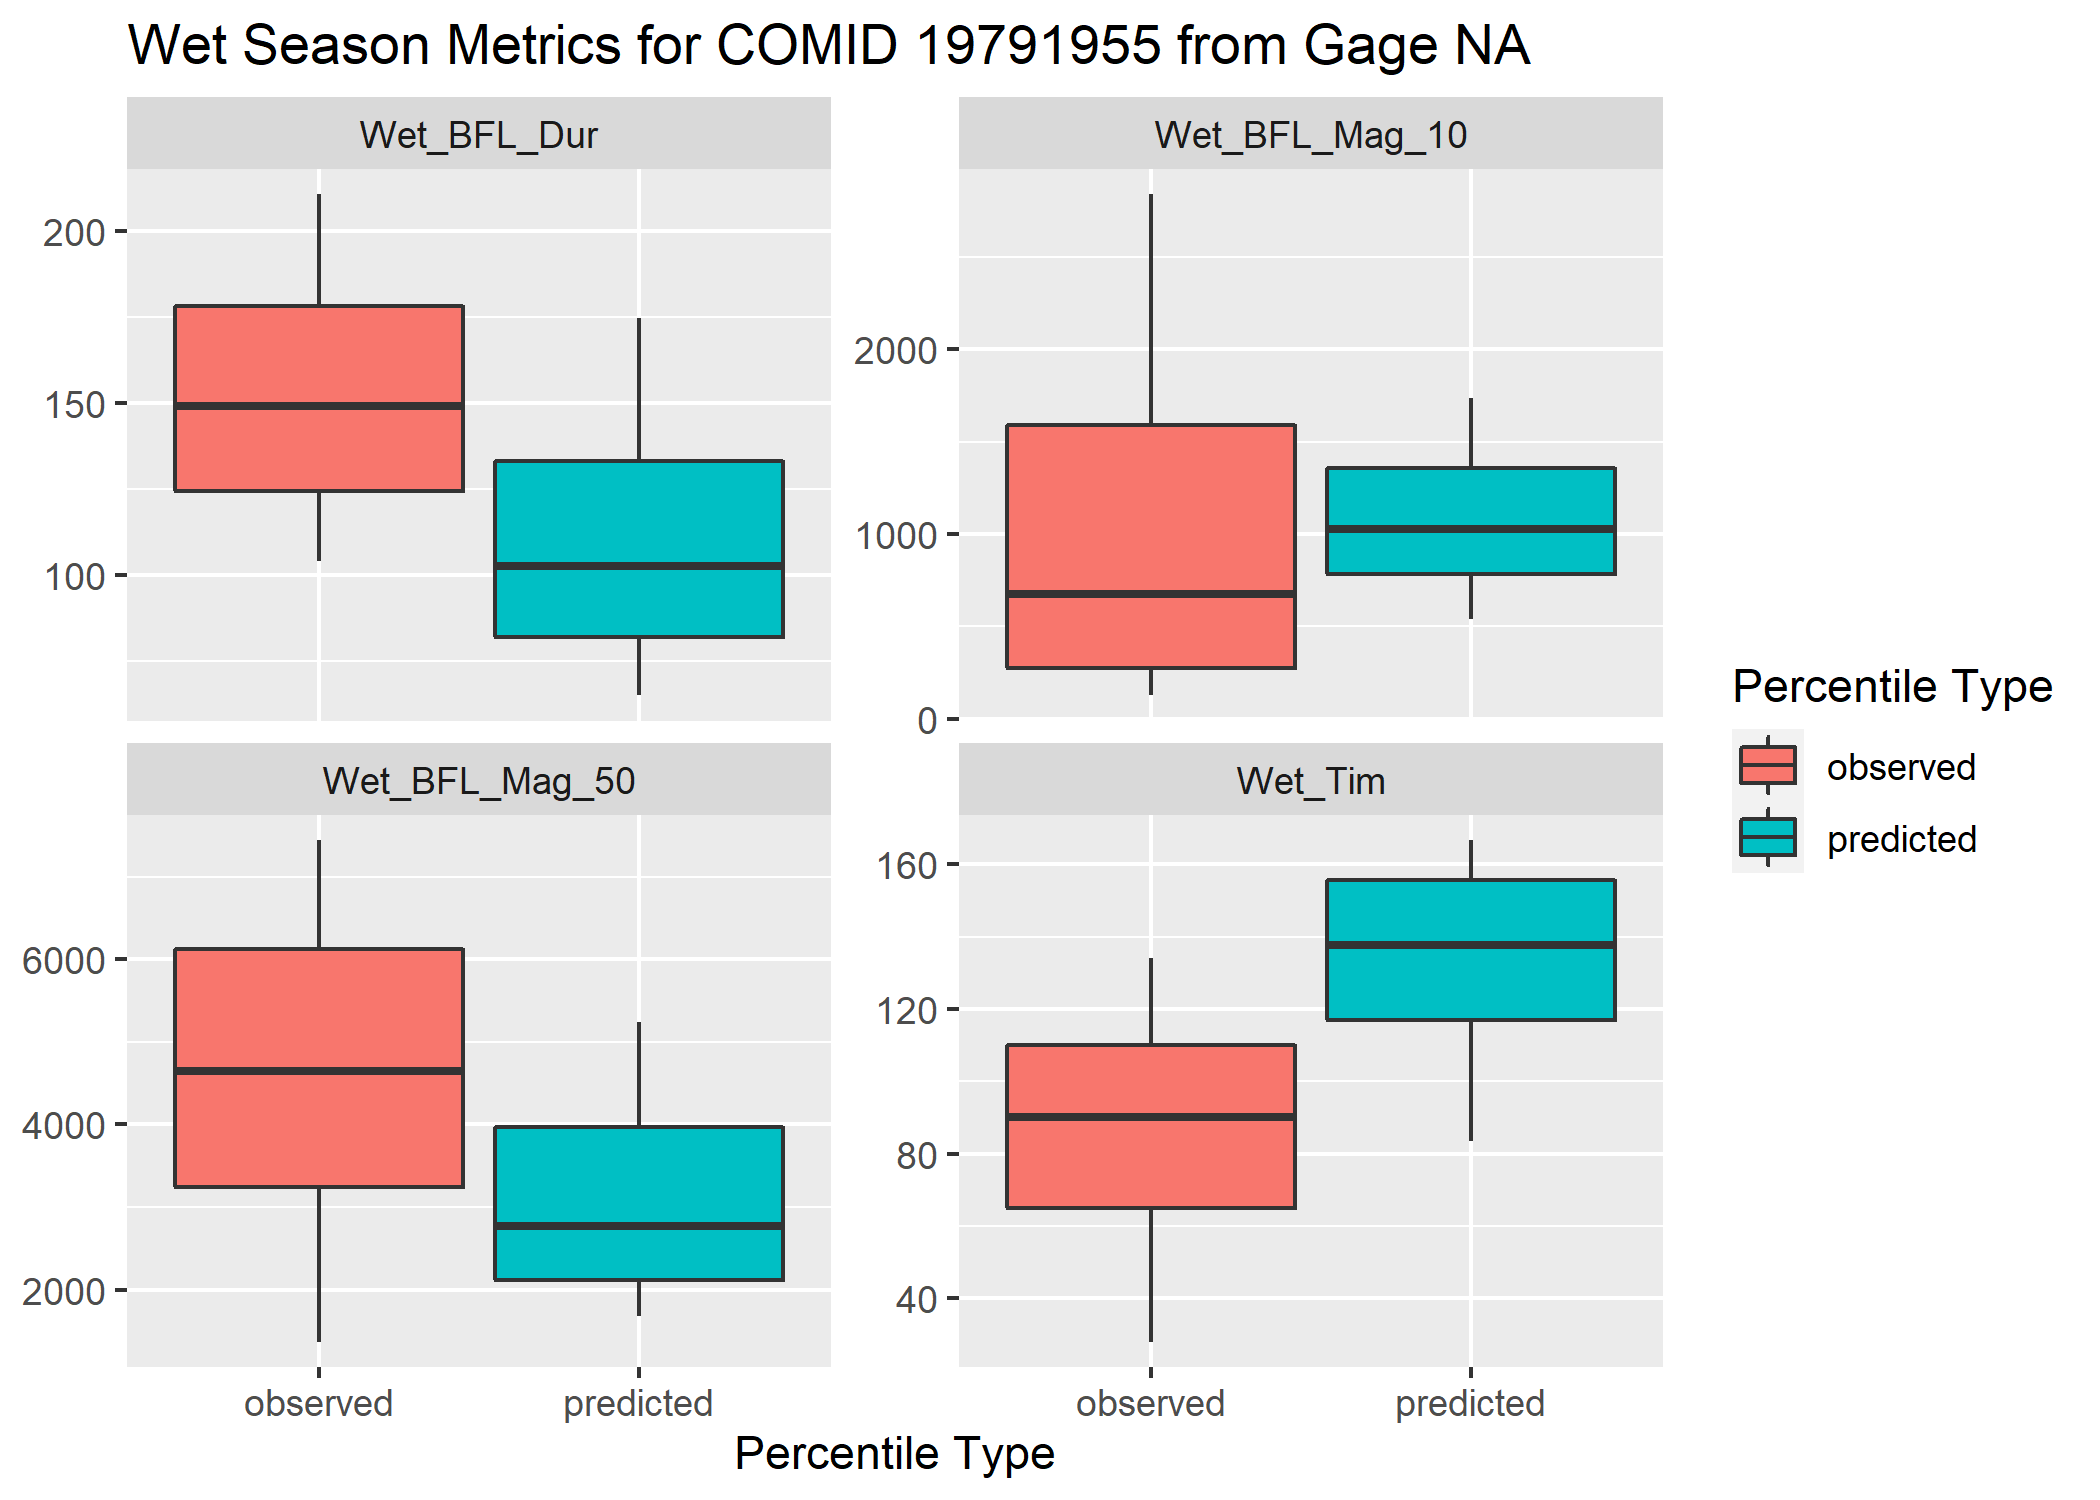 Wet Season Metrics for COMID 19791955 from Gage NA
Wet_BFL_Dur
Wet_BFL_Mag_10
200
150
100
2000
1000
0
Wet_BFL_Mag_50
Wet_Tim
6000
4000
2000
160
120
80
40
observed
predicted
observed
predicted
Percentile Type
Percentile Type
observed
predicted